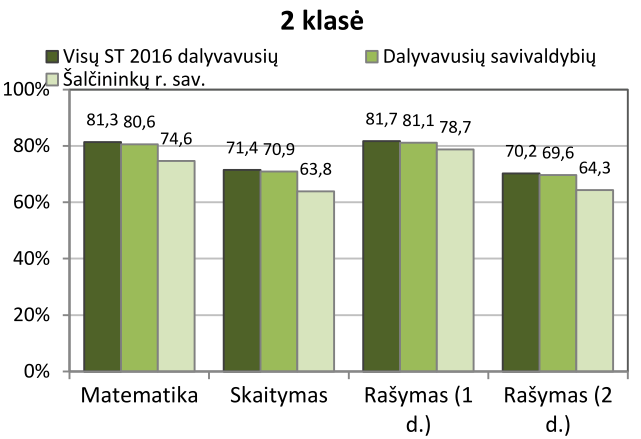 2 klasė
Visų ST 2016 dalyvavusių
Dalyvavusių savivaldybių
Šalčininkų r. sav.
100%
80%
60%
40%
20%
0%
81,3 80,6 74,6
71,4 70,9 63,8
81,7 81,1 78,7
70,2 69,6 64,3
Matematika
Skaitymas
Rašymas (1
d.)
Rašymas (2
d.)